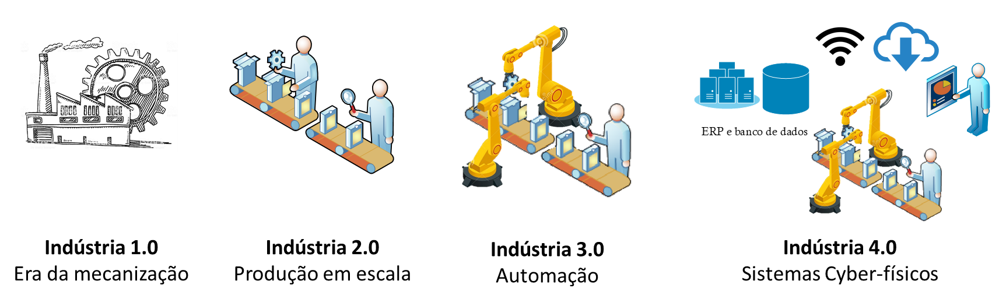 ERP e banco de dados
Indústria 1.0
Era da mecanização
Indústria 2.0
Produção em escala
Indústria 3.0
Automação
Indústria 4.0
Sistemas Cyber-físicos